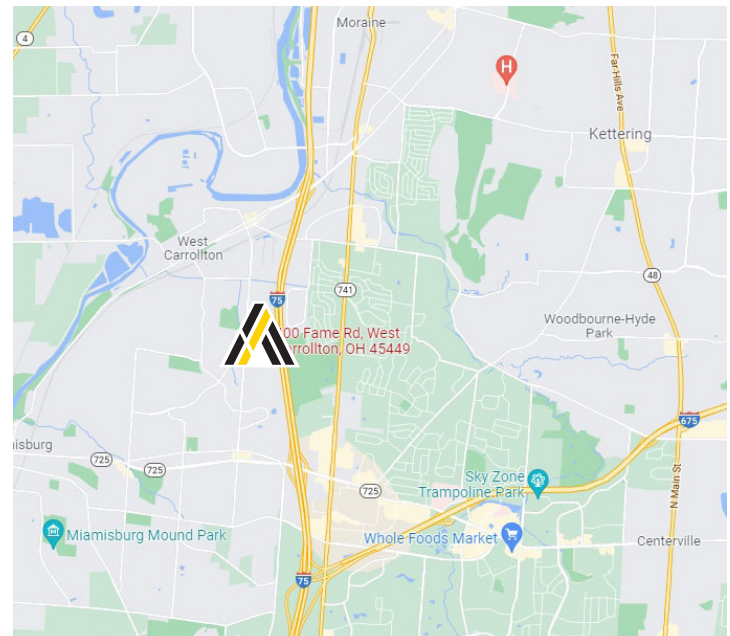 Moraine
4
H
Far Hills Ave
Kettering
West
Carrollton
48
75
741
Woodbourne-Hyde
Park
00 Fame Rd, West
rrollton, OH 45449
675
isburg
725
725
725
Sky Zone
Trampoline Park
N Main St
Miamisburg Mound Park
Whole Foods Market
Centerville
75